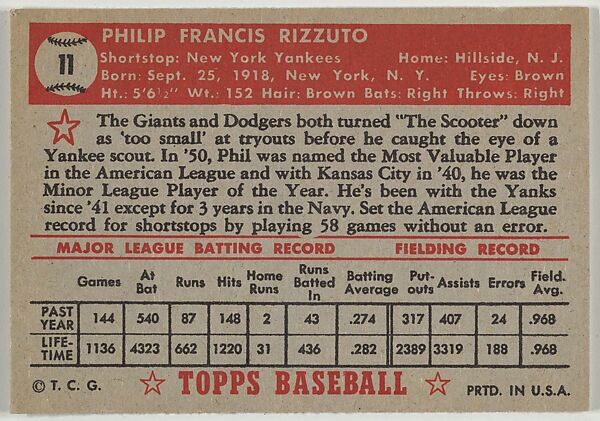 11
PHILIP FRANCIS RIZZUTO
Shortstop: New York Yankees Home: Hillside, N. J.
Born: Sept. 25, 1918, New York, N. Y. Eyes: Brown
Ht.: 5'6½" Wt.: 152 Hair: Brown Bats: Right Throws: Right
The Giants and Dodgers both turned "The Scooter" down
as 'too small' at tryouts before he caught the eye of a
Yankee scout. In '50, Phil was named the Most Valuable Player
in the American League and with Kansas City in '40, he was the
Minor League Player of the Year. He's been with the Yanks
since '41 except for 3 years in the Navy. Set the American League
record for shortstops by playing 58 games without an error.
MAJOR LEAGUE BATTING RECORD FIELDING RECORD
Games At Bat Runs Hits Home Runs Runs Batted In Batting Average Put-outs Assists Errors Field. Avg.
PAST YEAR 144 540 87 148 2 43 .274 317 407 24 .968
LIFE-TIME 1136 4323 662 1220 31 436 .282 2389 3319 188 .968
© T. C. G. TOPPS BASEBALL PRTD. IN U.S.A.